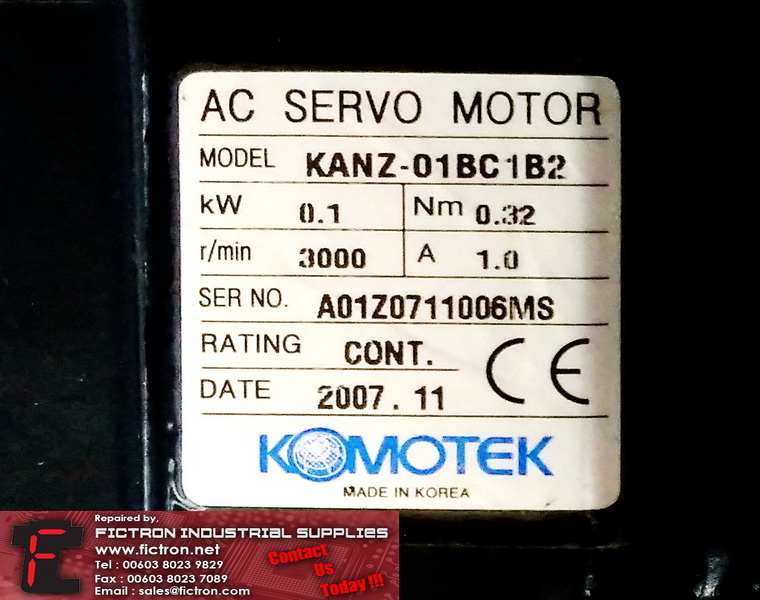 AC SERVO MOTOR
MODEL KANZ-01BC1B2
kW 0.1 Nm 0.32
r/min 3000 A 1.0
SER NO. A01Z0711006MS
RATING CONT.
DATE 2007.11
CE
KOMOTEK
MADE IN KOREA
Repaired by,
FICTRON INDUSTRIAL SUPPLIES
www.fictron.net
Tel : 00603 8023 9829
Fax : 00603 8023 7089
Email : sales@fictron.com
Contact
Us
Today !!!